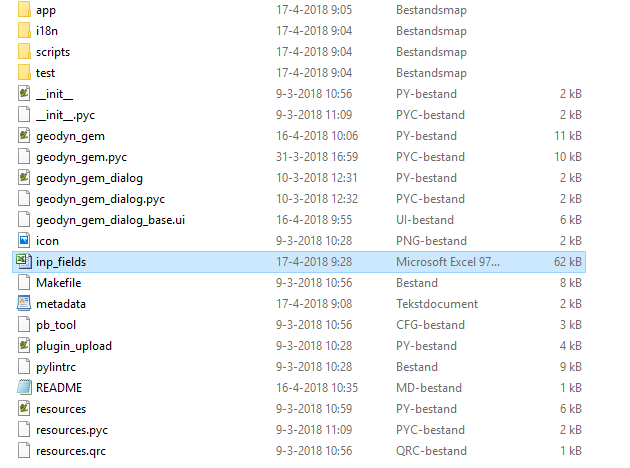 app 17-4-2018 9:05 Bestandsmap
i18n 17-4-2018 9:04 Bestandsmap
scripts 17-4-2018 9:04 Bestandsmap
test 17-4-2018 9:04 Bestandsmap
__init__ 9-3-2018 10:56 PY-bestand 2 kB
__init__.pyc 9-3-2018 11:09 PYC-bestand 2 kB
geodyn_gem 16-4-2018 10:06 PY-bestand 11 kB
geodyn_gem.pyc 31-3-2018 16:59 PYC-bestand 10 kB
geodyn_gem_dialog 10-3-2018 12:31 PY-bestand 2 kB
geodyn_gem_dialog.pyc 10-3-2018 12:32 PYC-bestand 2 kB
geodyn_gem_dialog_base.ui 16-4-2018 9:55 UI-bestand 6 kB
icon 9-3-2018 10:28 PNG-bestand 2 kB
inp_fields 17-4-2018 9:28 Microsoft Excel 97... 62 kB
Makefile 9-3-2018 10:56 Bestand 8 kB
metadata 17-4-2018 9:08 Tekstdocument 2 kB
pb_tool 9-3-2018 10:56 CFG-bestand 3 kB
plugin_upload 9-3-2018 10:28 PY-bestand 4 kB
pylintrc 9-3-2018 10:28 Bestand 9 kB
README 16-4-2018 10:35 MD-bestand 1 kB
resources 9-3-2018 10:59 PY-bestand 6 kB
resources.pyc 9-3-2018 11:09 PYC-bestand 2 kB
resources.qrc 9-3-2018 10:56 QRC-bestand 1 kB